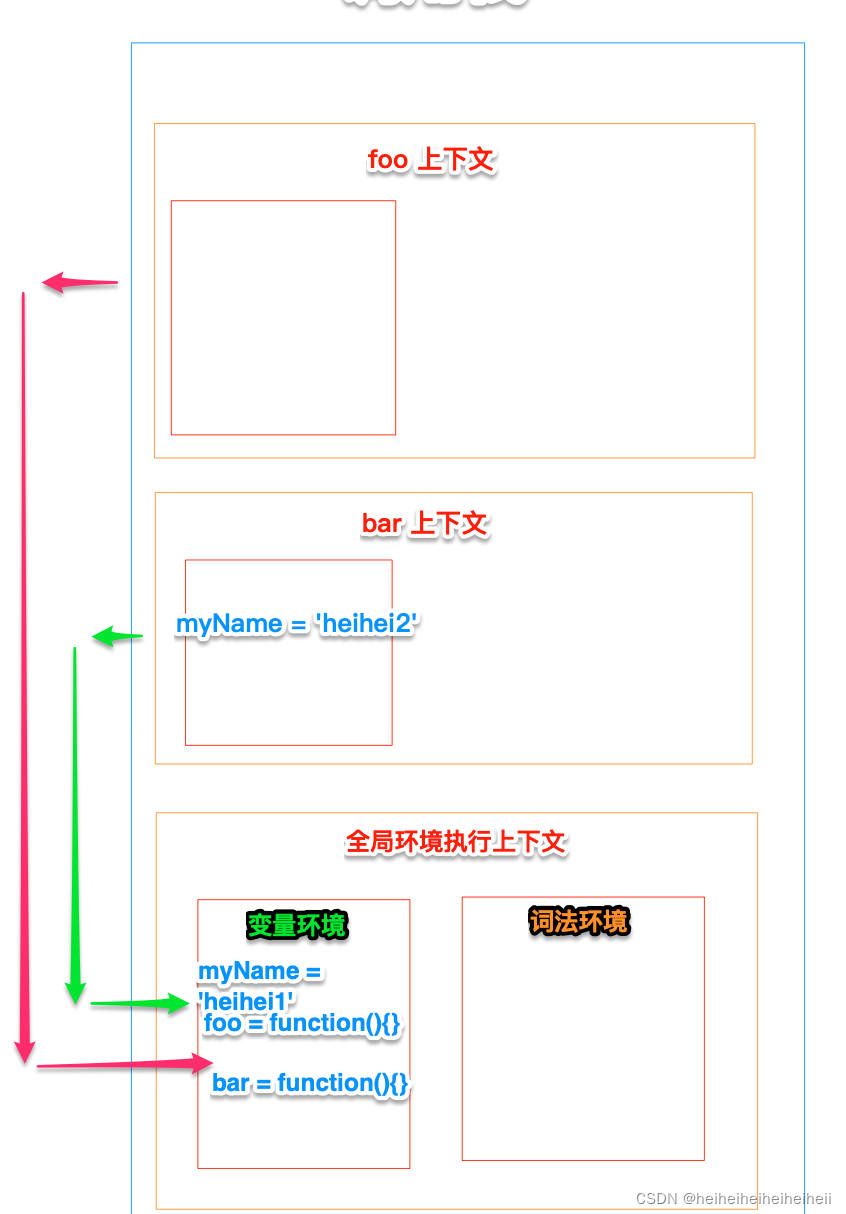 foo 上下文
bar 上下文
myName = 'heihei2'
全局环境执行上下文
变量环境
词法环境
myName =
'heihei1'
foo = function(){}
bar = function(){}
CSDN @heiheiheiheiheiheii